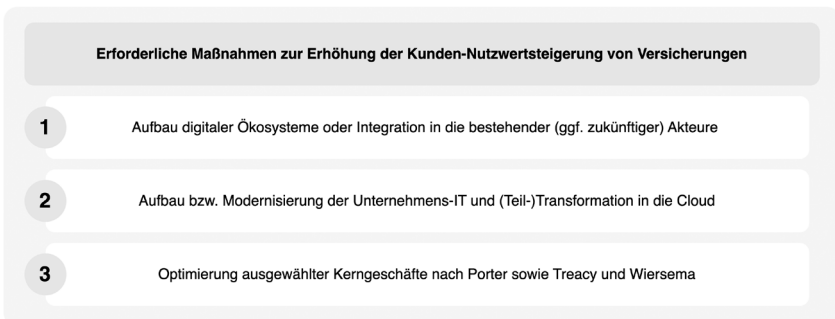 Erforderliche Maßnahmen zur Erhöhung der Kunden-Nutzwertsteigerung von Versicherungen
1
Aufbau digitaler Ökosysteme oder Integration in die bestehender (ggf. zukünftiger) Akteure
2
Aufbau bzw. Modernisierung der Unternehmens-IT und (Teil-)Transformation in die Cloud
3
Optimierung ausgewählter Kerngeschäfte nach Porter sowie Treacy und Wiersema